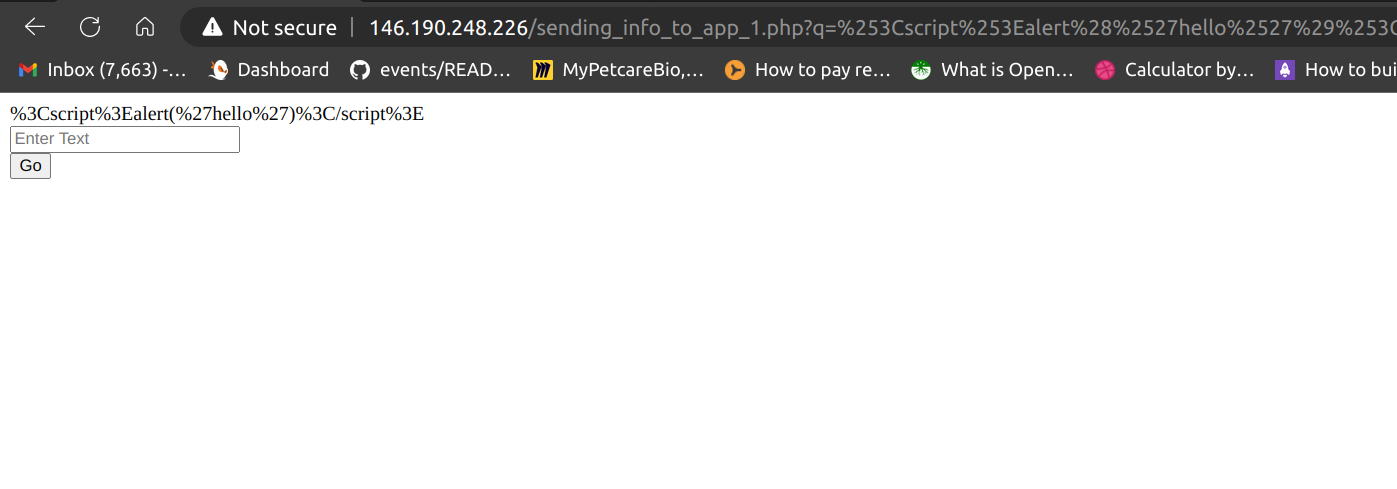 Not secure | 146.190.248.226/sending_info_to_app_1.php?q=%253Cscript%253Ealert%28%2527hello%2527%29%253C
Inbox (7,663) -... Dashboard events/READ... MyPetcareBio,... How to pay re... What is Open... Calculator by... How to bui
%3Cscript%3Ealert(%27hello%27)%3C/script%3E
Enter Text
Go